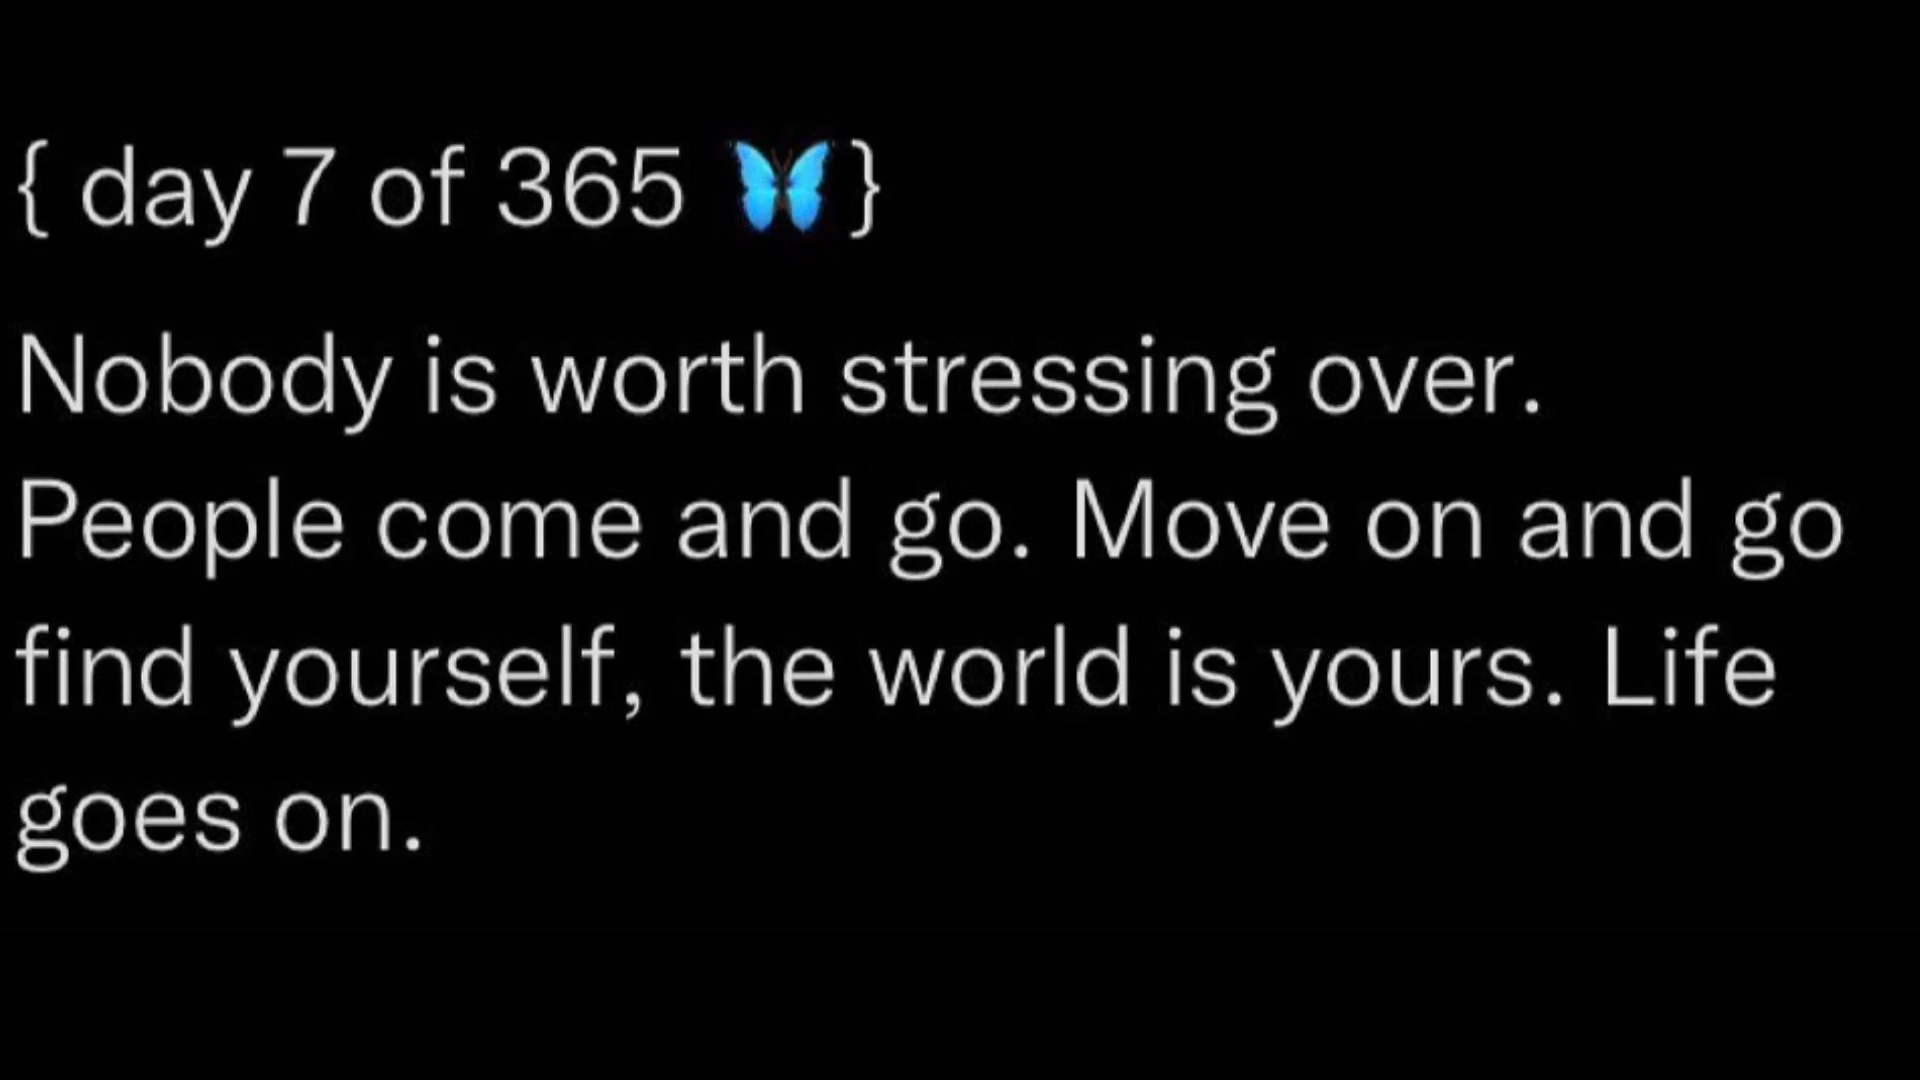 { day 7 of 365 🦋}
Nobody is worth stressing over.
People come and go. Move on and go
find yourself, the world is yours. Life
goes on.